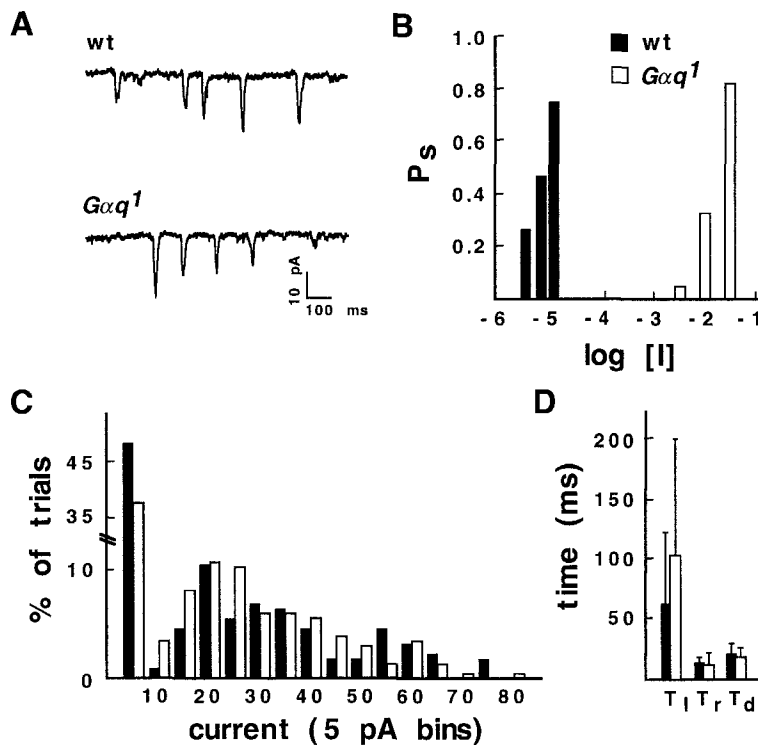 A
wt
Gαq1
10 pA
100 ms
B
wt
Gαq1
1.0
0.8
0.6
0.4
0.2
Ps
-6 -5 -4 -3 -2 -1
log [I]
C
% of trials
45
35
10
0
10 20 30 40 50 60 70 80
current (5 pA bins)
D
time (ms)
200
150
100
50
Tl Tr Td